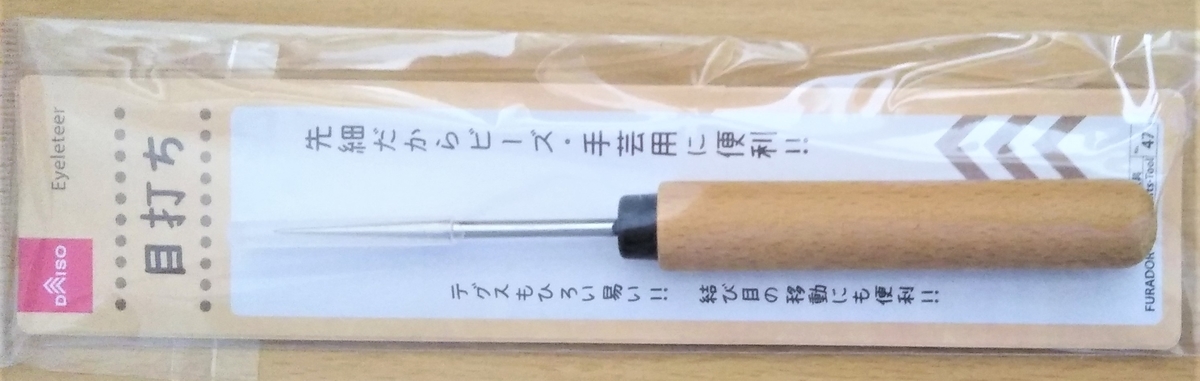 Eyeleteer
目打ち
DAISO
先細だからビーズ・手芸用に便利!!
テグスもひろい易い!! 結び目の移動にも便利!!
No. 47
FURADOR